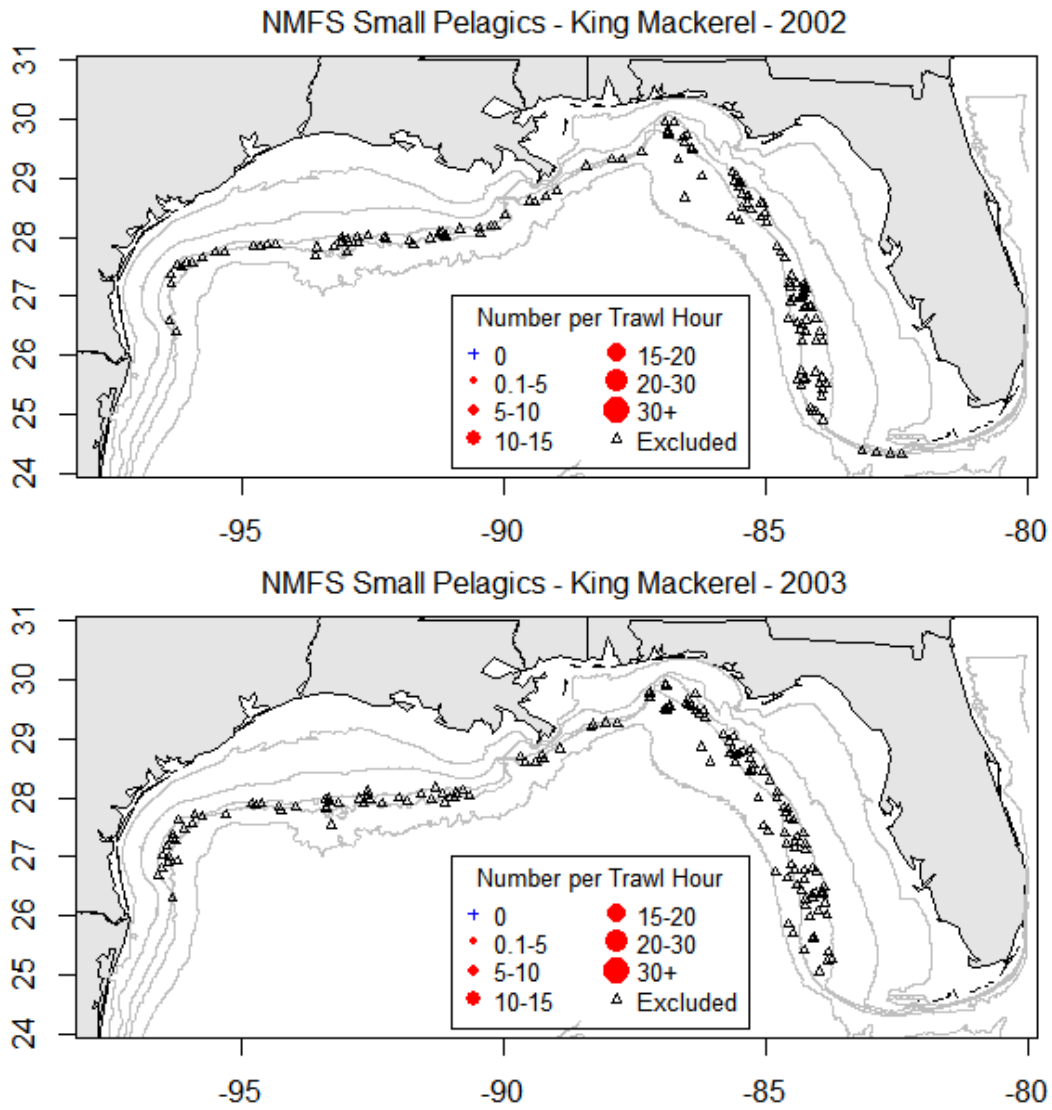 NMFS Small Pelagics - King Mackerel - 2002
31
30
29
28
27
26
25
24
Number per Trawl Hour
0 15-20
0.1-5 20-30
5-10 30+
10-15 Excluded
-95 -90 -85 -80
NMFS Small Pelagics - King Mackerel - 2003
31
30
29
28
27
26
25
24
Number per Trawl Hour
0 15-20
0.1-5 20-30
5-10 30+
10-15 Excluded
-95 -90 -85 -80